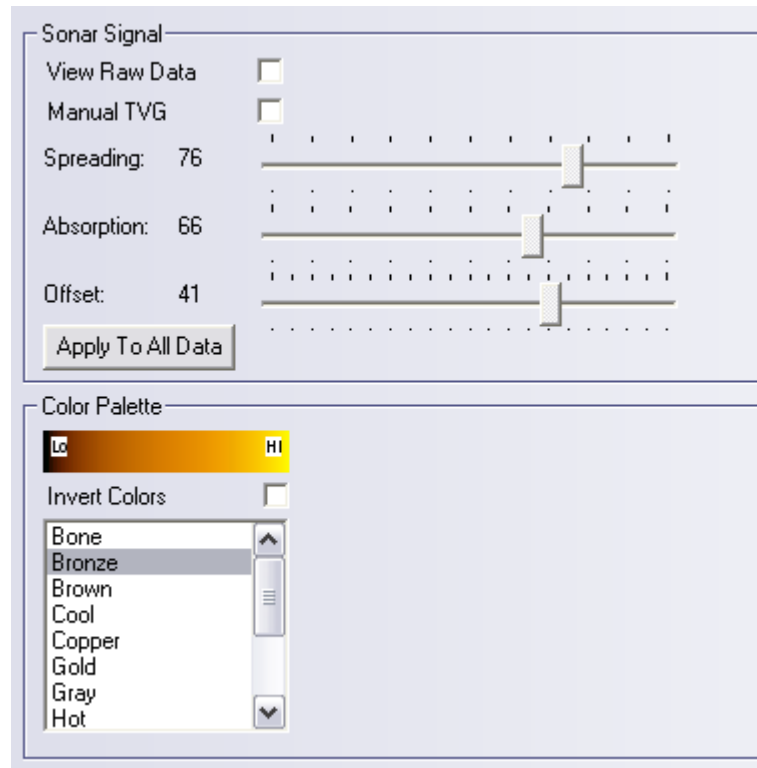 Sonar Signal
View Raw Data
Manual TVG
Spreading: 76
Absorption: 66
Offset: 41
Apply To All Data
Color Palette
Lo HI
Invert Colors
Bone
Bronze
Brown
Cool
Copper
Gold
Gray
Hot